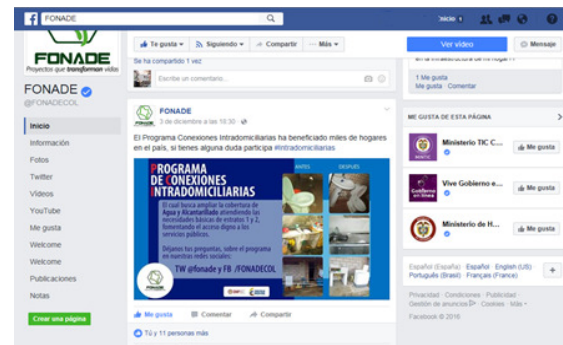 FONADE
Inicio
FONADE
Proyectos que transforman vidas
FONADE
@FONADECOL
Inicio
Información
Fotos
Twitter
Vídeos
YouTube
Me gusta
Welcome
Welcome
Publicaciones
Notas
Crear una página
Te gusta
Siguiendo
Compartir
Más
Se ha compartido 1 vez
Escribe un comentario...
FONADE
3 de diciembre a las 10:30
El Programa Conexiones Intradomiciliarias ha beneficiado miles de hogares
en el país, si tienes alguna duda participa #Intradomiciliarias
PROGRAMA
DE CONEXIONES
INTRADOMICILIARIAS
El cual busca ampliar la cobertura de
Agua y Alcantarillado atendiendo las
necesidades básicas de estratos 1 y 2,
fomentando el acceso digno a los
servicios públicos.
Déjanos tus preguntas, sobre el programa
en nuestras redes sociales:
TW @fonade y FB /FONADECOL
FONADE
ANTES
DESPUÉS
Me gusta
Comentar
Compartir
Tú y 11 personas más
Ver vídeo
Mensaje
1 Me gusta
Me gusta · Comentar
ME GUSTA DE ESTA PÁGINA
MINTIC
Ministerio TIC C...
Me gusta
Gobierno
en línea
Vive Gobierno e...
Me gusta
Ministerio de H...
Me gusta
Español (España) · Español · English (US) ·
Português (Brasil) · Français (France)
Privacidad · Condiciones · Publicidad ·
Gestión de anuncios · Cookies · Más
Facebook © 2016